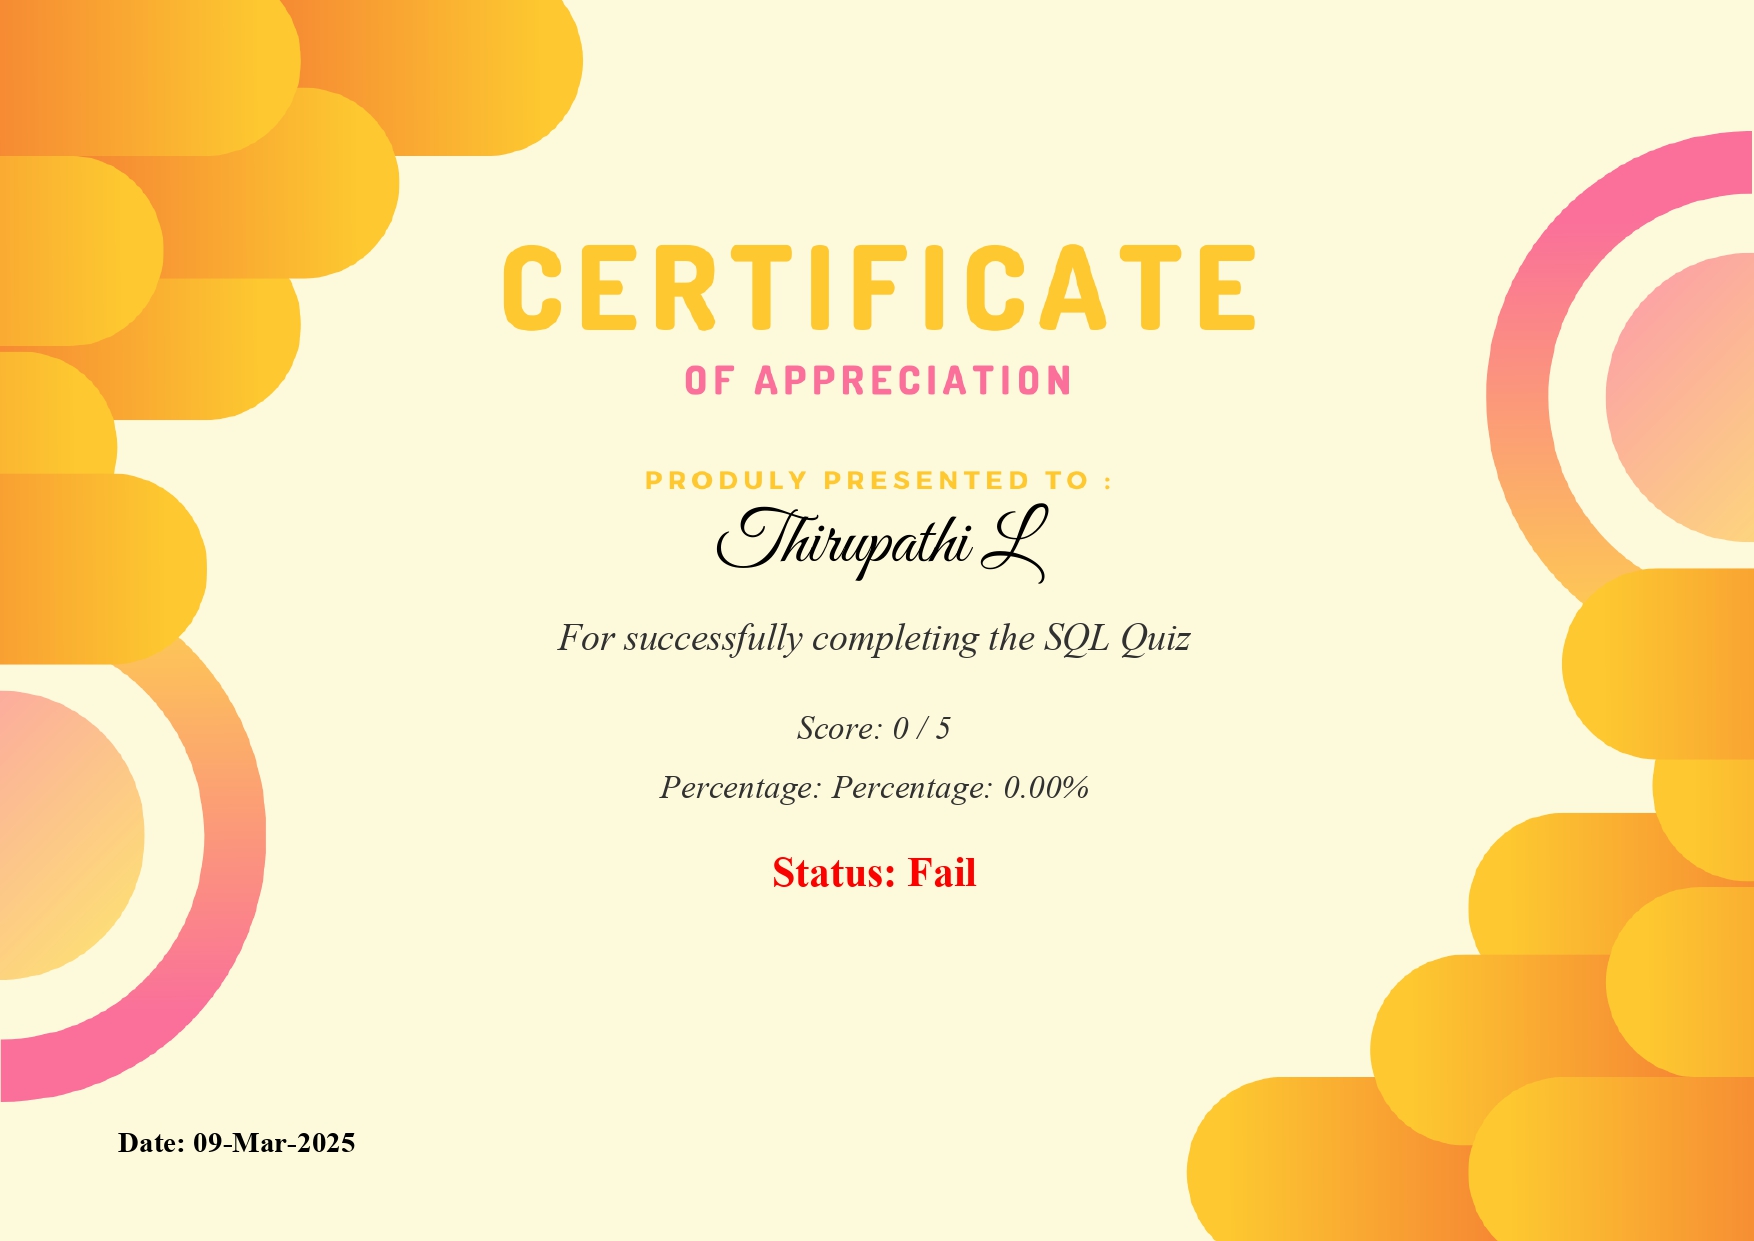 CERTIFICATE
OF APPRECIATION
PRODULY PRESENTED TO :
Thirupathi L
For successfully completing the SQL Quiz
Score: 0 / 5
Percentage: Percentage: 0.00%
Status: Fail
Date: 09-Mar-2025